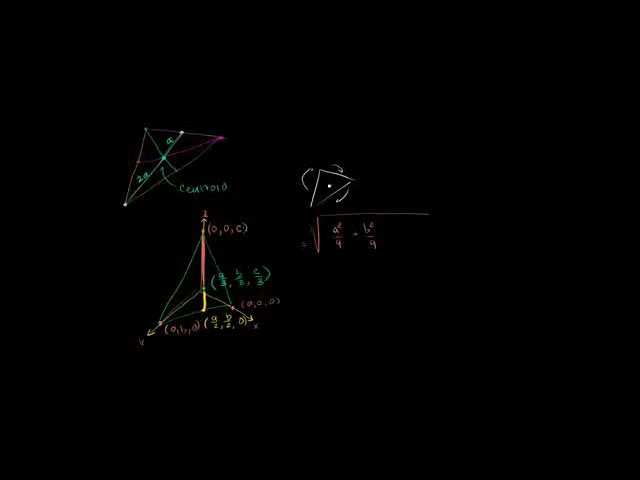 a
2a
centroid
z
(0,0,c)
(a/3, b/3, c/3)
(a,0,0)
x
(0,b,0)
(a/2, b/2, 0)
y
= √ a²/9 + b²/9